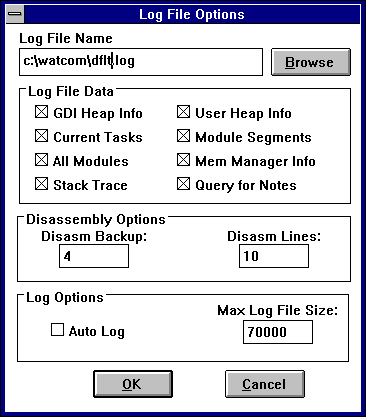 Log File Options
Log File Name
c:\watcom\dflt.log
Browse
Log File Data
GDI Heap Info User Heap Info
Current Tasks Module Segments
All Modules Mem Manager Info
Stack Trace Query for Notes
Disassembly Options
Disasm Backup: Disasm Lines:
4 10
Log Options
Max Log File Size:
Auto Log 70000
OK Cancel